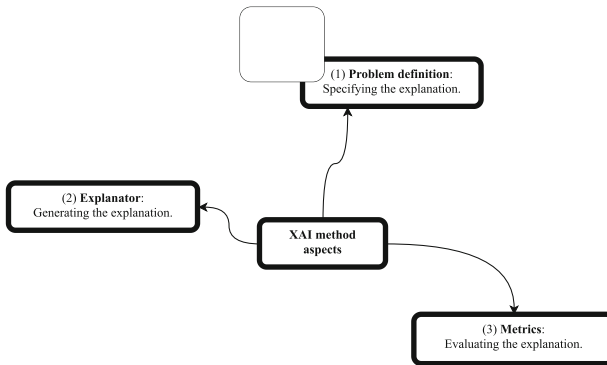 (1) Problem definition:
Specifying the explanation.
(2) Explanator:
Generating the explanation.
XAI method
aspects
(3) Metrics:
Evaluating the explanation.